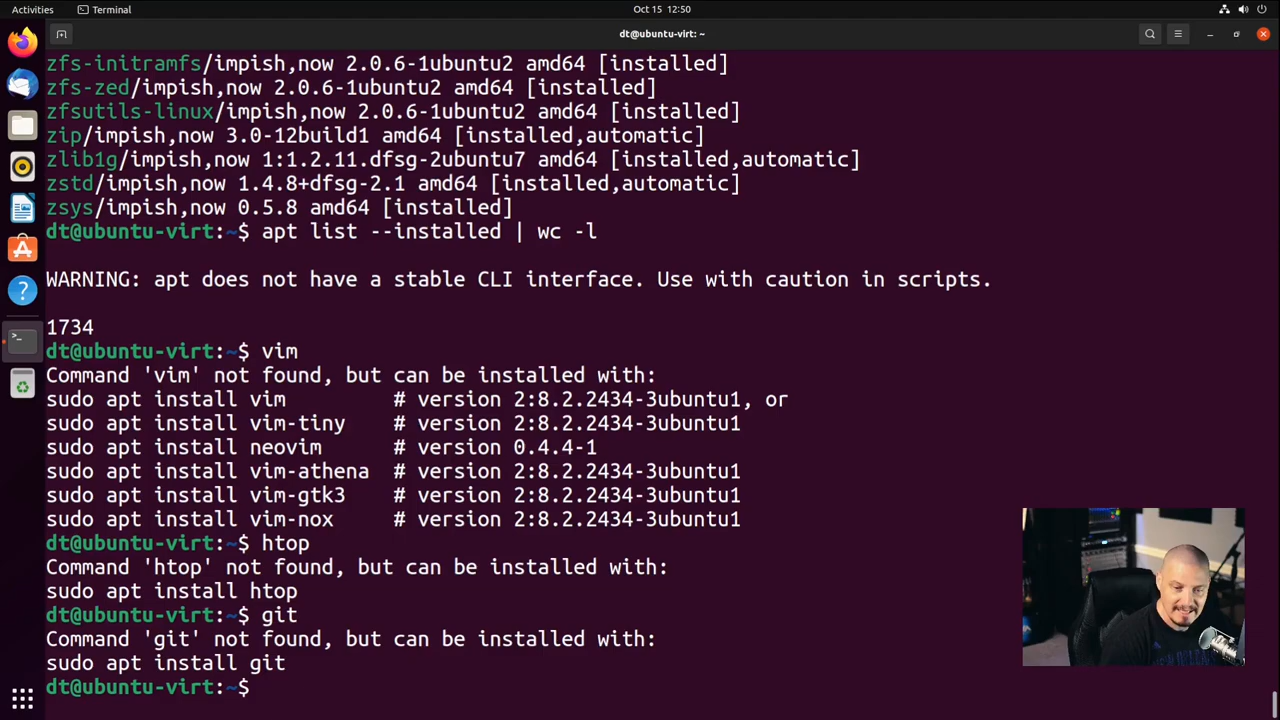 Activities
Terminal
Oct 15 12:50
dt@ubuntu-virt: ~
zfs-initramfs/impish,now 2.0.6-1ubuntu2 amd64 [installed]
zfs-zed/impish,now 2.0.6-1ubuntu2 amd64 [installed]
zfsutils-linux/impish,now 2.0.6-1ubuntu2 amd64 [installed]
zip/impish,now 3.0-12build1 amd64 [installed,automatic]
zlib1g/impish,now 1:1.2.11.dfsg-2ubuntu7 amd64 [installed,automatic]
zstd/impish,now 1.4.8+dfsg-2.1 amd64 [installed,automatic]
zsys/impish,now 0.5.8 amd64 [installed]
dt@ubuntu-virt:~$ apt list --installed | wc -l
WARNING: apt does not have a stable CLI interface. Use with caution in scripts.
1734
dt@ubuntu-virt:~$ vim
Command 'vim' not found, but can be installed with:
sudo apt install vim         # version 2:8.2.2434-3ubuntu1, or
sudo apt install vim-tiny    # version 2:8.2.2434-3ubuntu1
sudo apt install neovim      # version 0.4.4-1
sudo apt install vim-athena  # version 2:8.2.2434-3ubuntu1
sudo apt install vim-gtk3    # version 2:8.2.2434-3ubuntu1
sudo apt install vim-nox     # version 2:8.2.2434-3ubuntu1
dt@ubuntu-virt:~$ htop
Command 'htop' not found, but can be installed with:
sudo apt install htop
dt@ubuntu-virt:~$ git
Command 'git' not found, but can be installed with:
sudo apt install git
dt@ubuntu-virt:~$